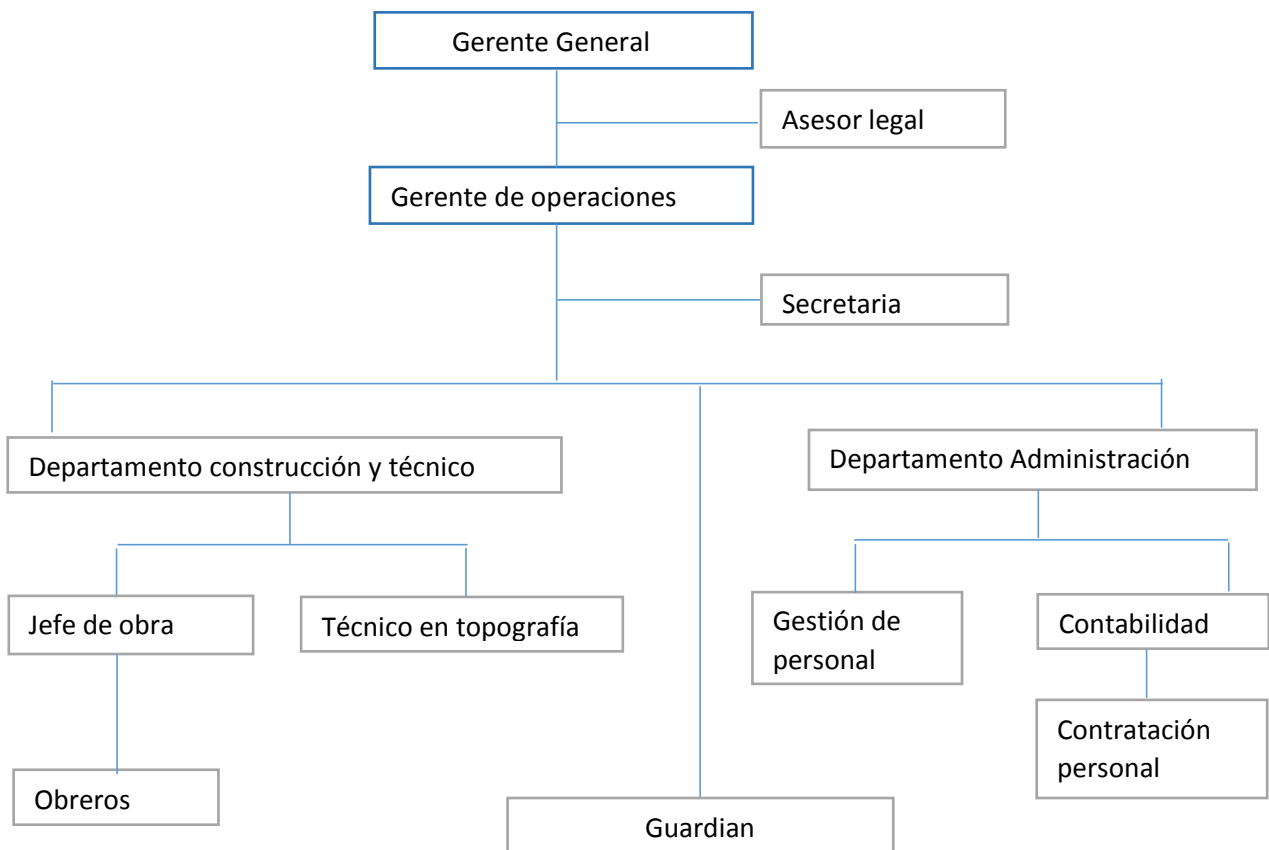 Gerente General
Asesor legal
Gerente de operaciones
Secretaria
Departamento construcción y técnico
Departamento Administración
Jefe de obra
Técnico en topografía
Gestión de
personal
Contabilidad
Contratación
personal
Obreros
Guardian